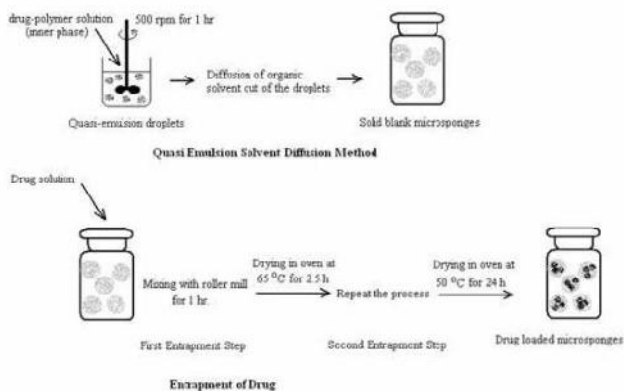 drug-polymer solution
(inner phase)
500 rpm for 1 hr
Diffusion of organic
solvent cut of the droplets
Quasi-emulsion droplets
Solid blank microsponges
Quasi Emulsion Solvent Diffusion Method
Drug solution
Mixing with roller mill
for 1 hr.
Drying in oven at
65 ⁰C for 2.5 h
Repeat the process
Drying in oven at
50 ⁰C for 24 h
First Entrapment Step
Second Entrapment Step
Drug loaded microsponges
Entrapment of Drug